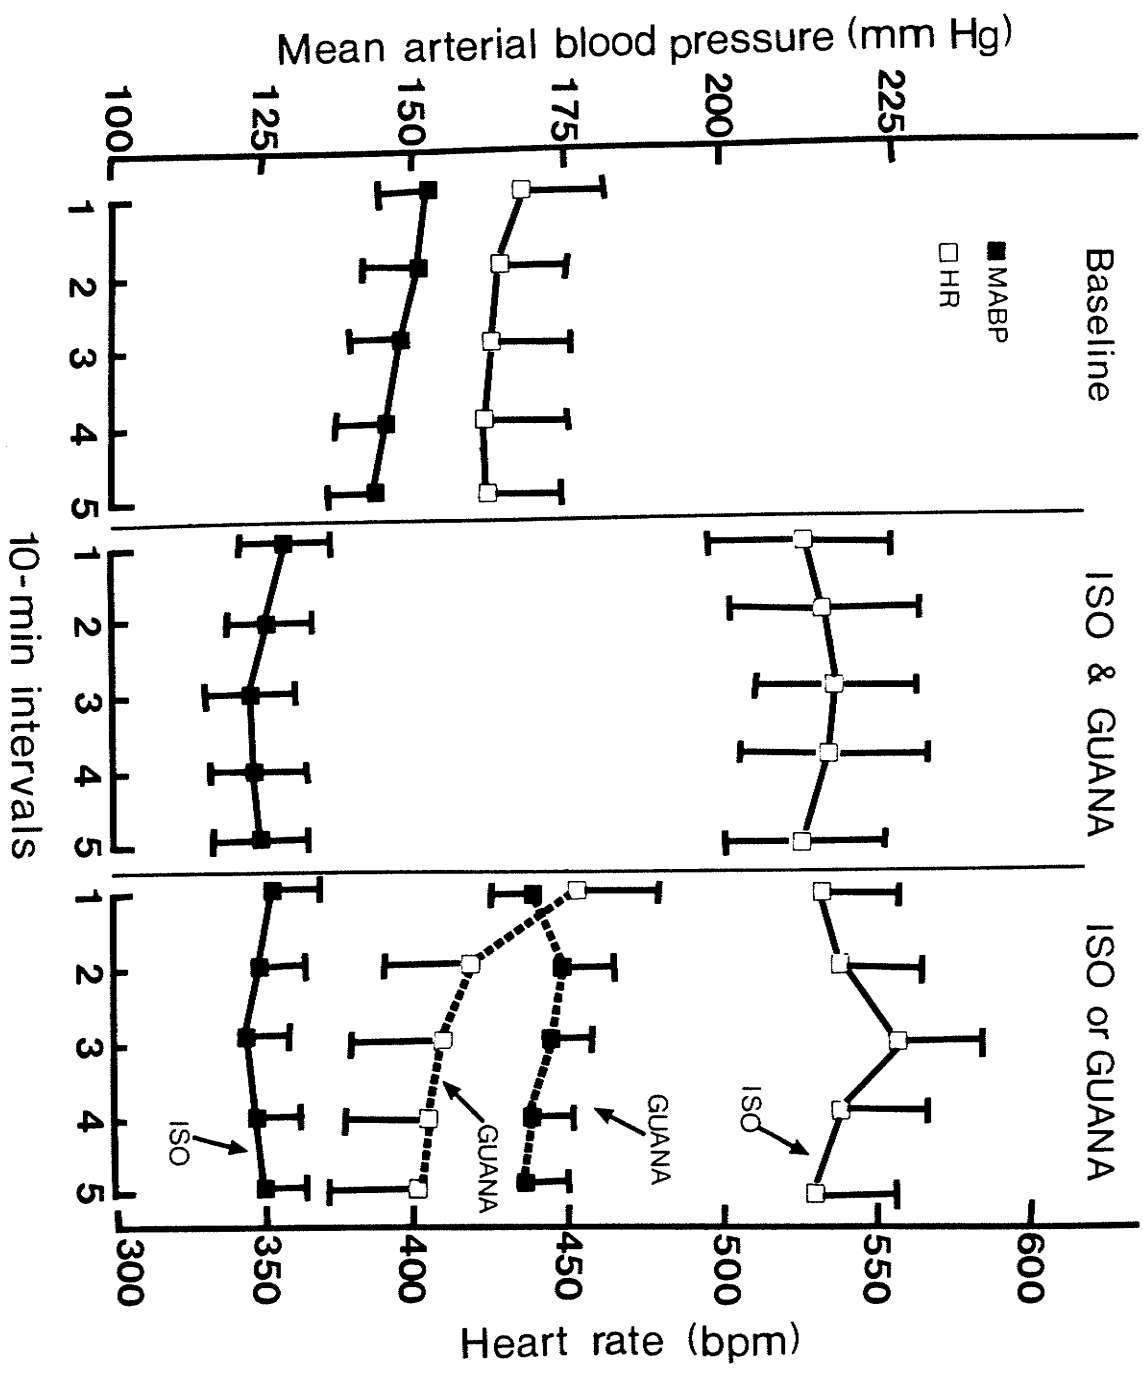 Mean arterial blood pressure (mm Hg)
100 125 150 175 200 225
Baseline
■ MABP
□ HR
1 2 3 4 5
ISO & GUANA
1 2 3 4 5
ISO or GUANA
ISO
GUANA
GUANA
ISO
1 2 3 4 5
10-min intervals
300 350 400 450 500 550 600
Heart rate (bpm)